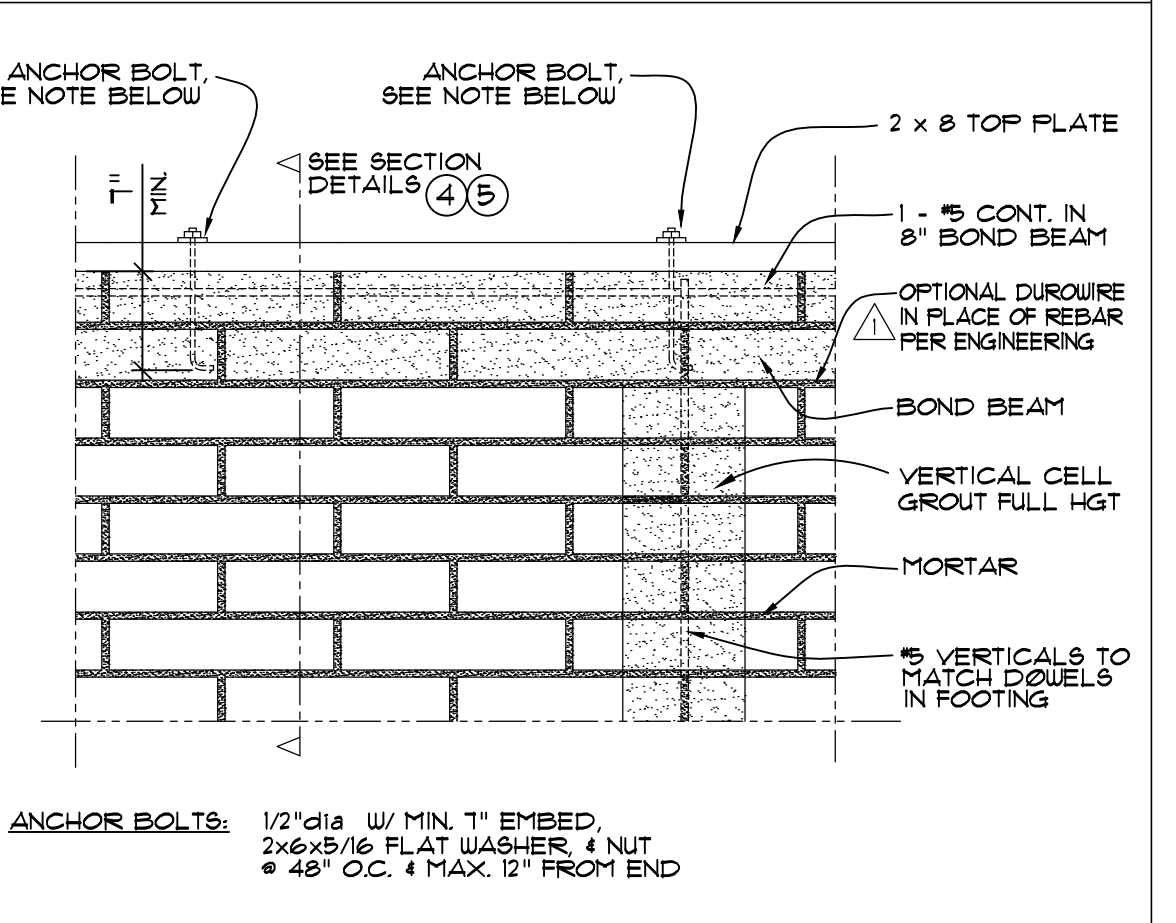 ANCHOR BOLT,
E NOTE BELOW
ANCHOR BOLT,
SEE NOTE BELOW
2 x 8 TOP PLATE
SEE SECTION
DETAILS 4 5
7"
MIN.
1 - #5 CONT. IN
8" BOND BEAM
OPTIONAL DUROWIRE
IN PLACE OF REBAR
PER ENGINEERING
1
BOND BEAM
VERTICAL CELL
GROUT FULL HGT
MORTAR
#5 VERTICALS TO
MATCH DØWELS
IN FOOTING
ANCHOR BOLTS: 1/2"dia W/ MIN. 7" EMBED,
2x6x5/16 FLAT WASHER, & NUT
@ 48" O.C. & MAX. 12" FROM END